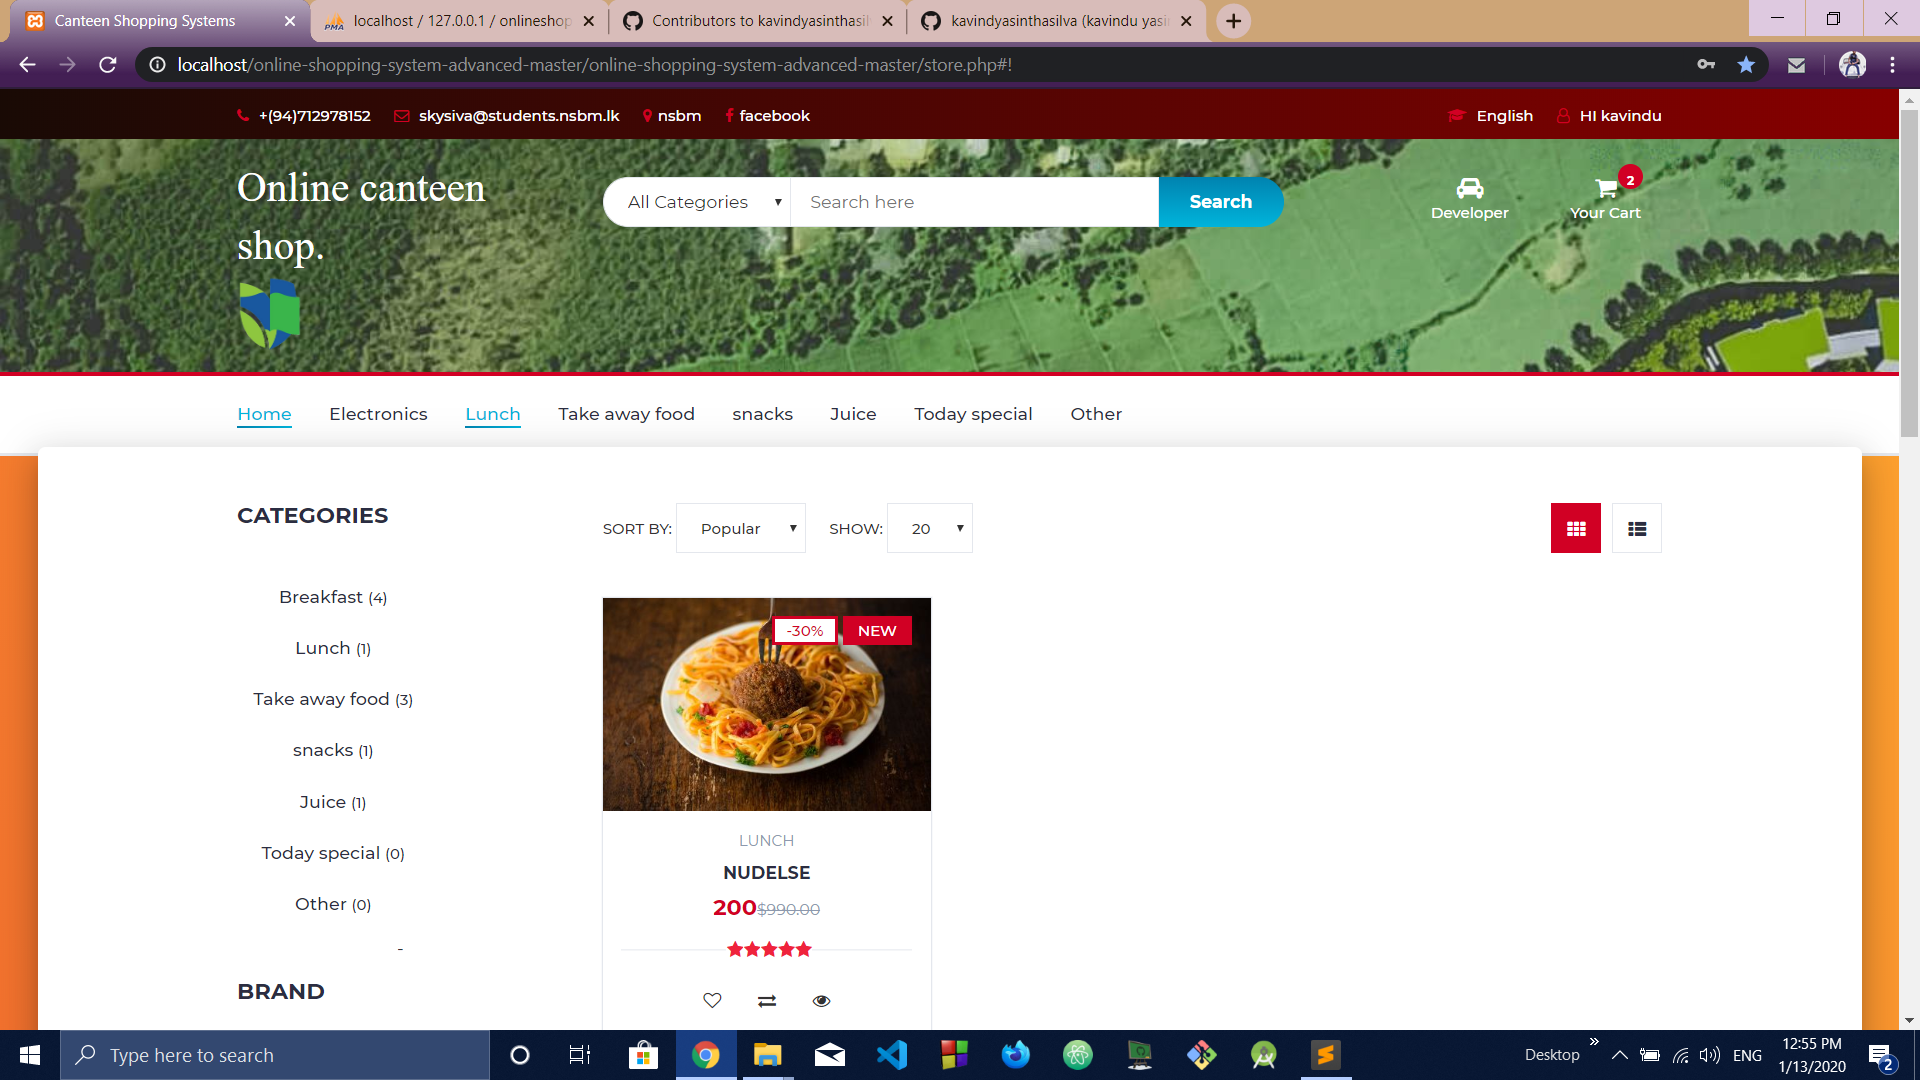 Canteen Shopping Systems
localhost / 127.0.0.1 / onlineshop
Contributors to kavindyasinthasil
kavindyasinthasilva (kavindu yasi
localhost/online-shopping-system-advanced-master/online-shopping-system-advanced-master/store.php#!
+(94)712978152 skysiva@students.nsbm.lk nsbm facebook English HI kavindu
Online canteen
shop.
All Categories Search here Search
Developer
2
Your Cart
Home Electronics Lunch Take away food snacks Juice Today special Other
CATEGORIES
SORT BY: Popular SHOW: 20
Breakfast (4)
Lunch (1)
Take away food (3)
snacks (1)
Juice (1)
Today special (0)
Other (0)
-
BRAND
-30% NEW
LUNCH
NUDELSE
200$990.00
Type here to search
Desktop
ENG
12:55 PM
1/13/2020
2